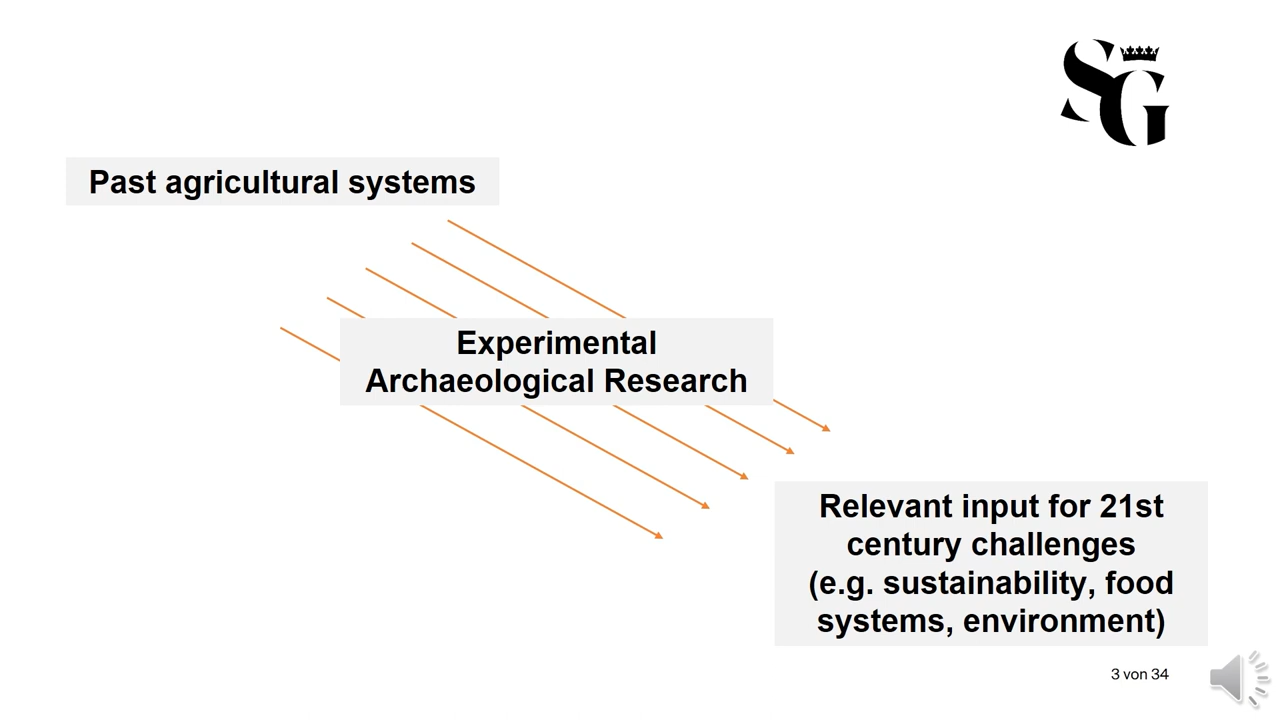 SG
Past agricultural systems
Experimental
Archaeological Research
Relevant input for 21st
century challenges
(e.g. sustainability, food
systems, environment)
3 von 34